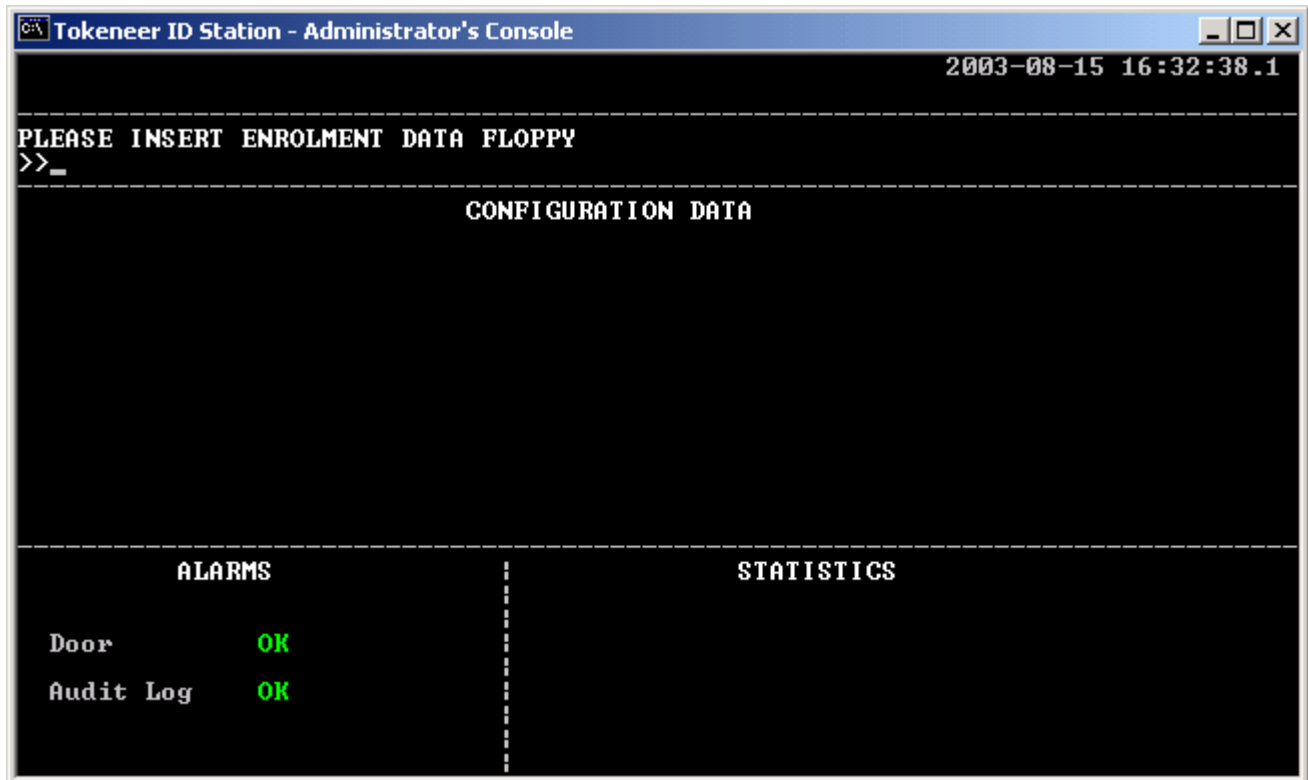 Tokeneer ID Station - Administrator's Console
2003-08-15 16:32:38.1
PLEASE INSERT ENROLMENT DATA FLOPPY
>>_
CONFIGURATION DATA
ALARMS
STATISTICS
Door OK
Audit Log OK